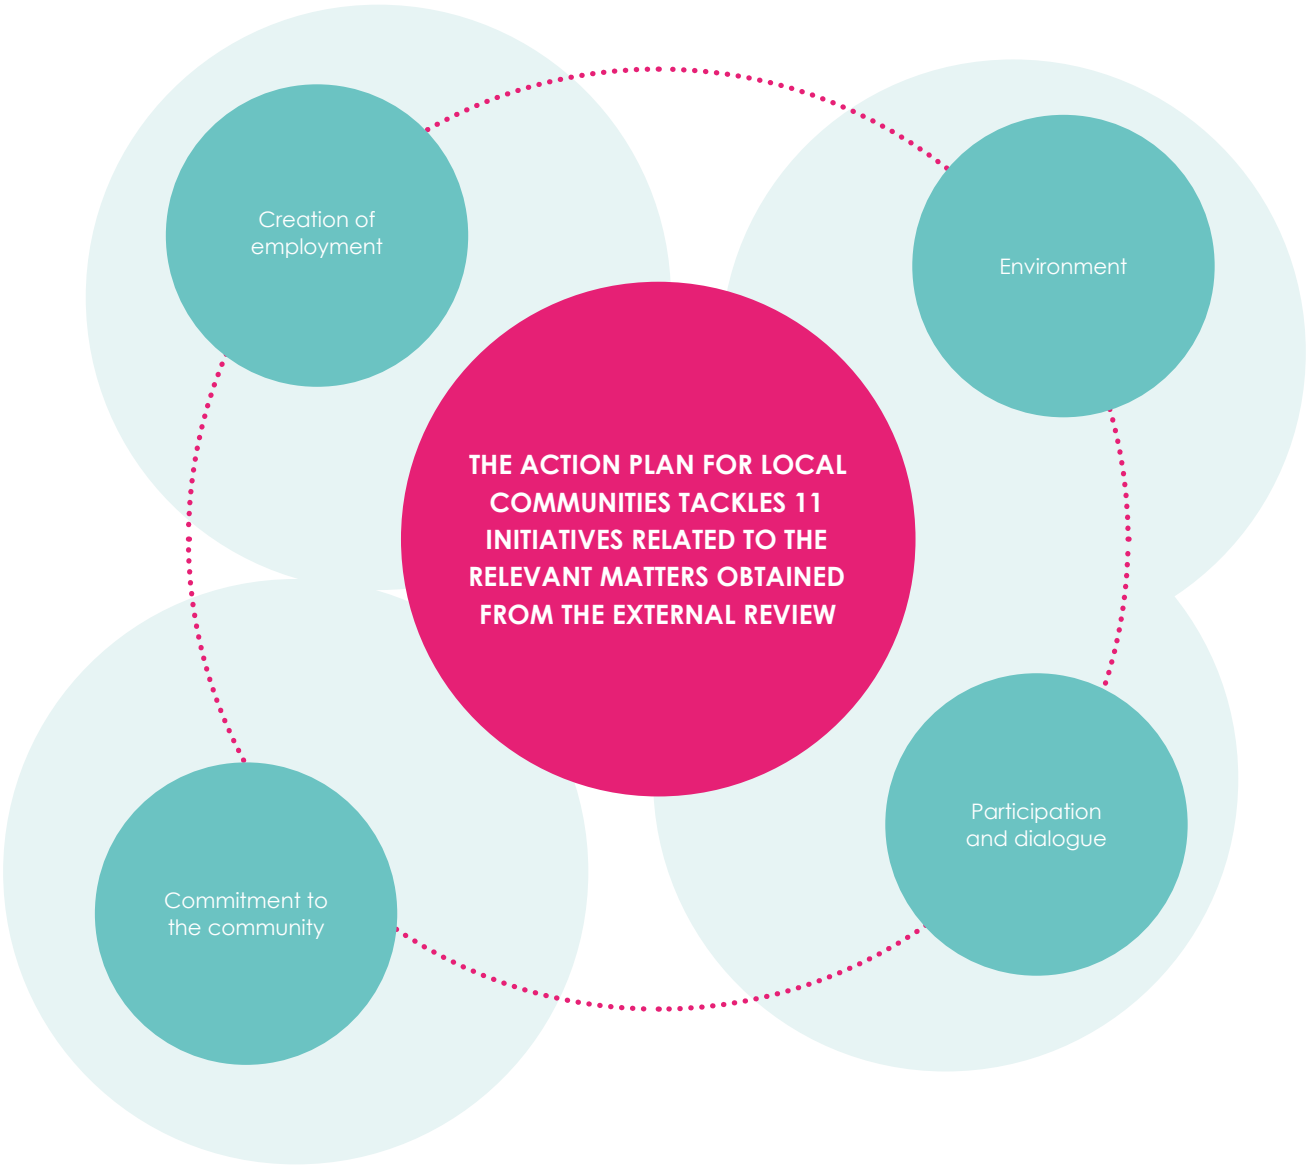 Creation of
employment
Environment
THE ACTION PLAN FOR LOCAL
COMMUNITIES TACKLES 11
INITIATIVES RELATED TO THE
RELEVANT MATTERS OBTAINED
FROM THE EXTERNAL REVIEW
Participation
and dialogue
Commitment to
the community